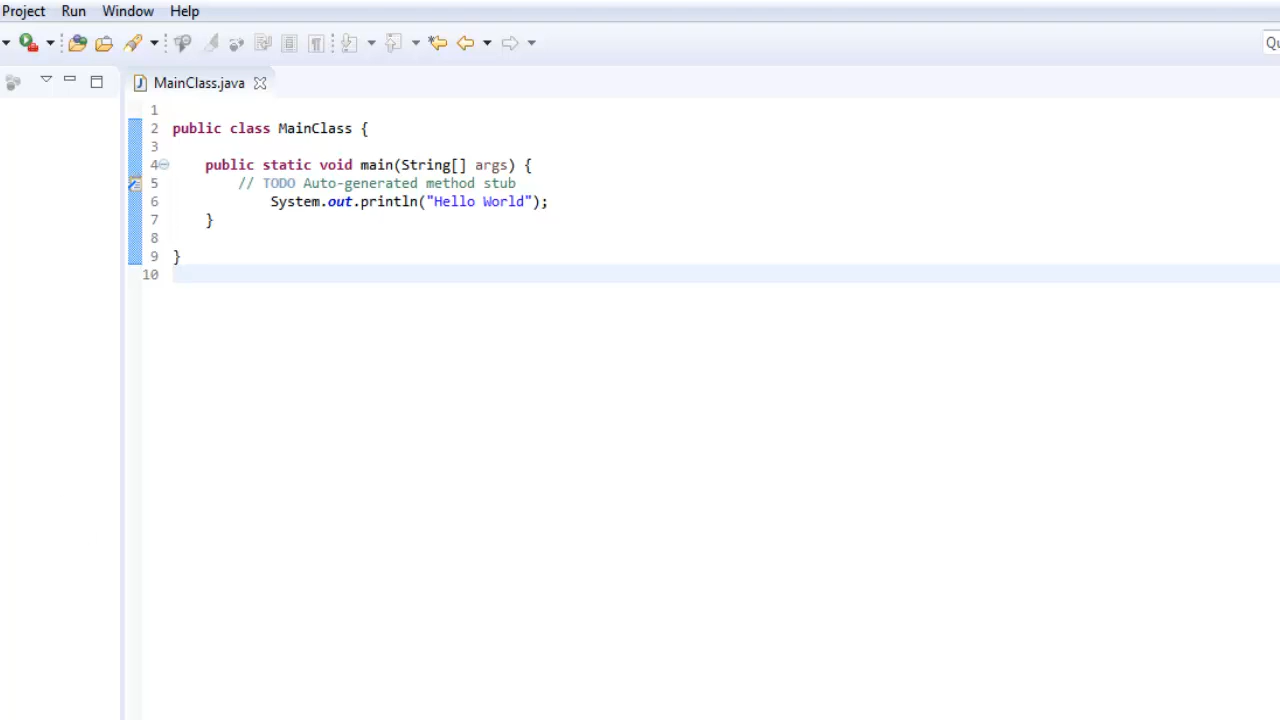 Project Run Window Help
Qu
MainClass.java
1
2 public class MainClass {
3
4 public static void main(String[] args) {
5 // TODO Auto-generated method stub
6 System.out.println("Hello World");
7 }
8
9 }
10